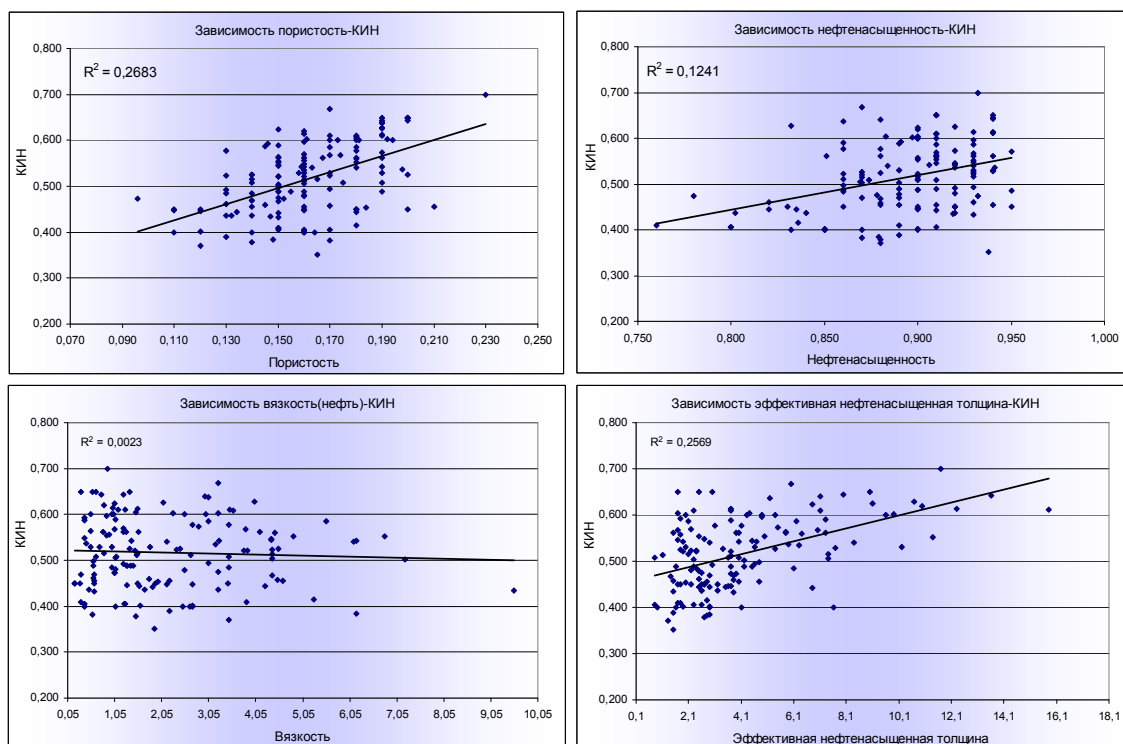 Зависимость пористость-КИН
R² = 0,2683
КИН
0,800
0,700
0,600
0,500
0,400
0,300
0,200
0,070 0,090 0,110 0,130 0,150 0,170 0,190 0,210 0,230 0,250
Пористость
Зависимость нефтенасыщенность-КИН
R² = 0,1241
КИН
0,800
0,700
0,600
0,500
0,400
0,300
0,200
0,750 0,800 0,850 0,900 0,950 1,000
Нефтенасыщенность
Зависимость вязкость(нефть)-КИН
R² = 0,0023
КИН
0,800
0,700
0,600
0,500
0,400
0,300
0,200
0,05 1,05 2,05 3,05 4,05 5,05 6,05 7,05 8,05 9,05 10,05
Вязкость
Зависимость эффективная нефтенасыщенная толщина-КИН
R² = 0,2569
КИН
0,800
0,700
0,600
0,500
0,400
0,300
0,200
0,1 2,1 4,1 6,1 8,1 10,1 12,1 14,1 16,1 18,1
Эффективная нефтенасыщенная толщина